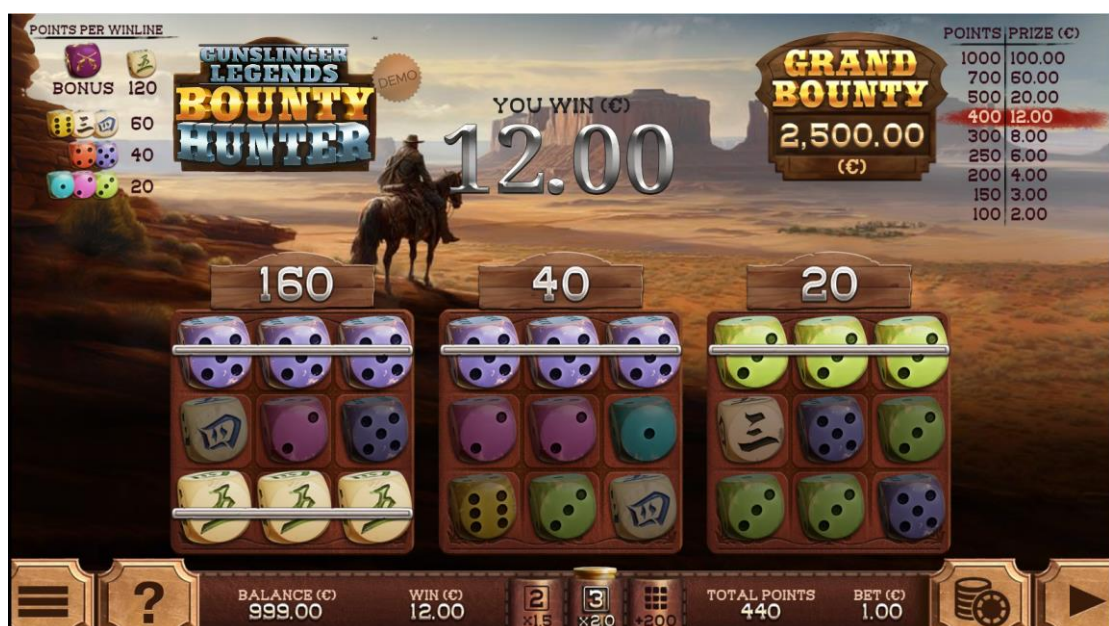 POINTS PER WINLINE
BONUS 120
60
40
20
GUNSLINGER
LEGENDS
BOUNTY
HUNTER
DEMO
YOU WIN (€)
12.00
GRAND
BOUNTY
2,500.00
(€)
POINTS PRIZE (€)
1000 100.00
700 60.00
500 20.00
400 12.00
300 8.00
250 6.00
200 4.00
150 3.00
100 2.00
160 40 20
三
?
BALANCE (€)
999.00
WIN (€)
12.00
2
x1.5
3
x2.0
+200
TOTAL POINTS
440
BET (€)
1.00